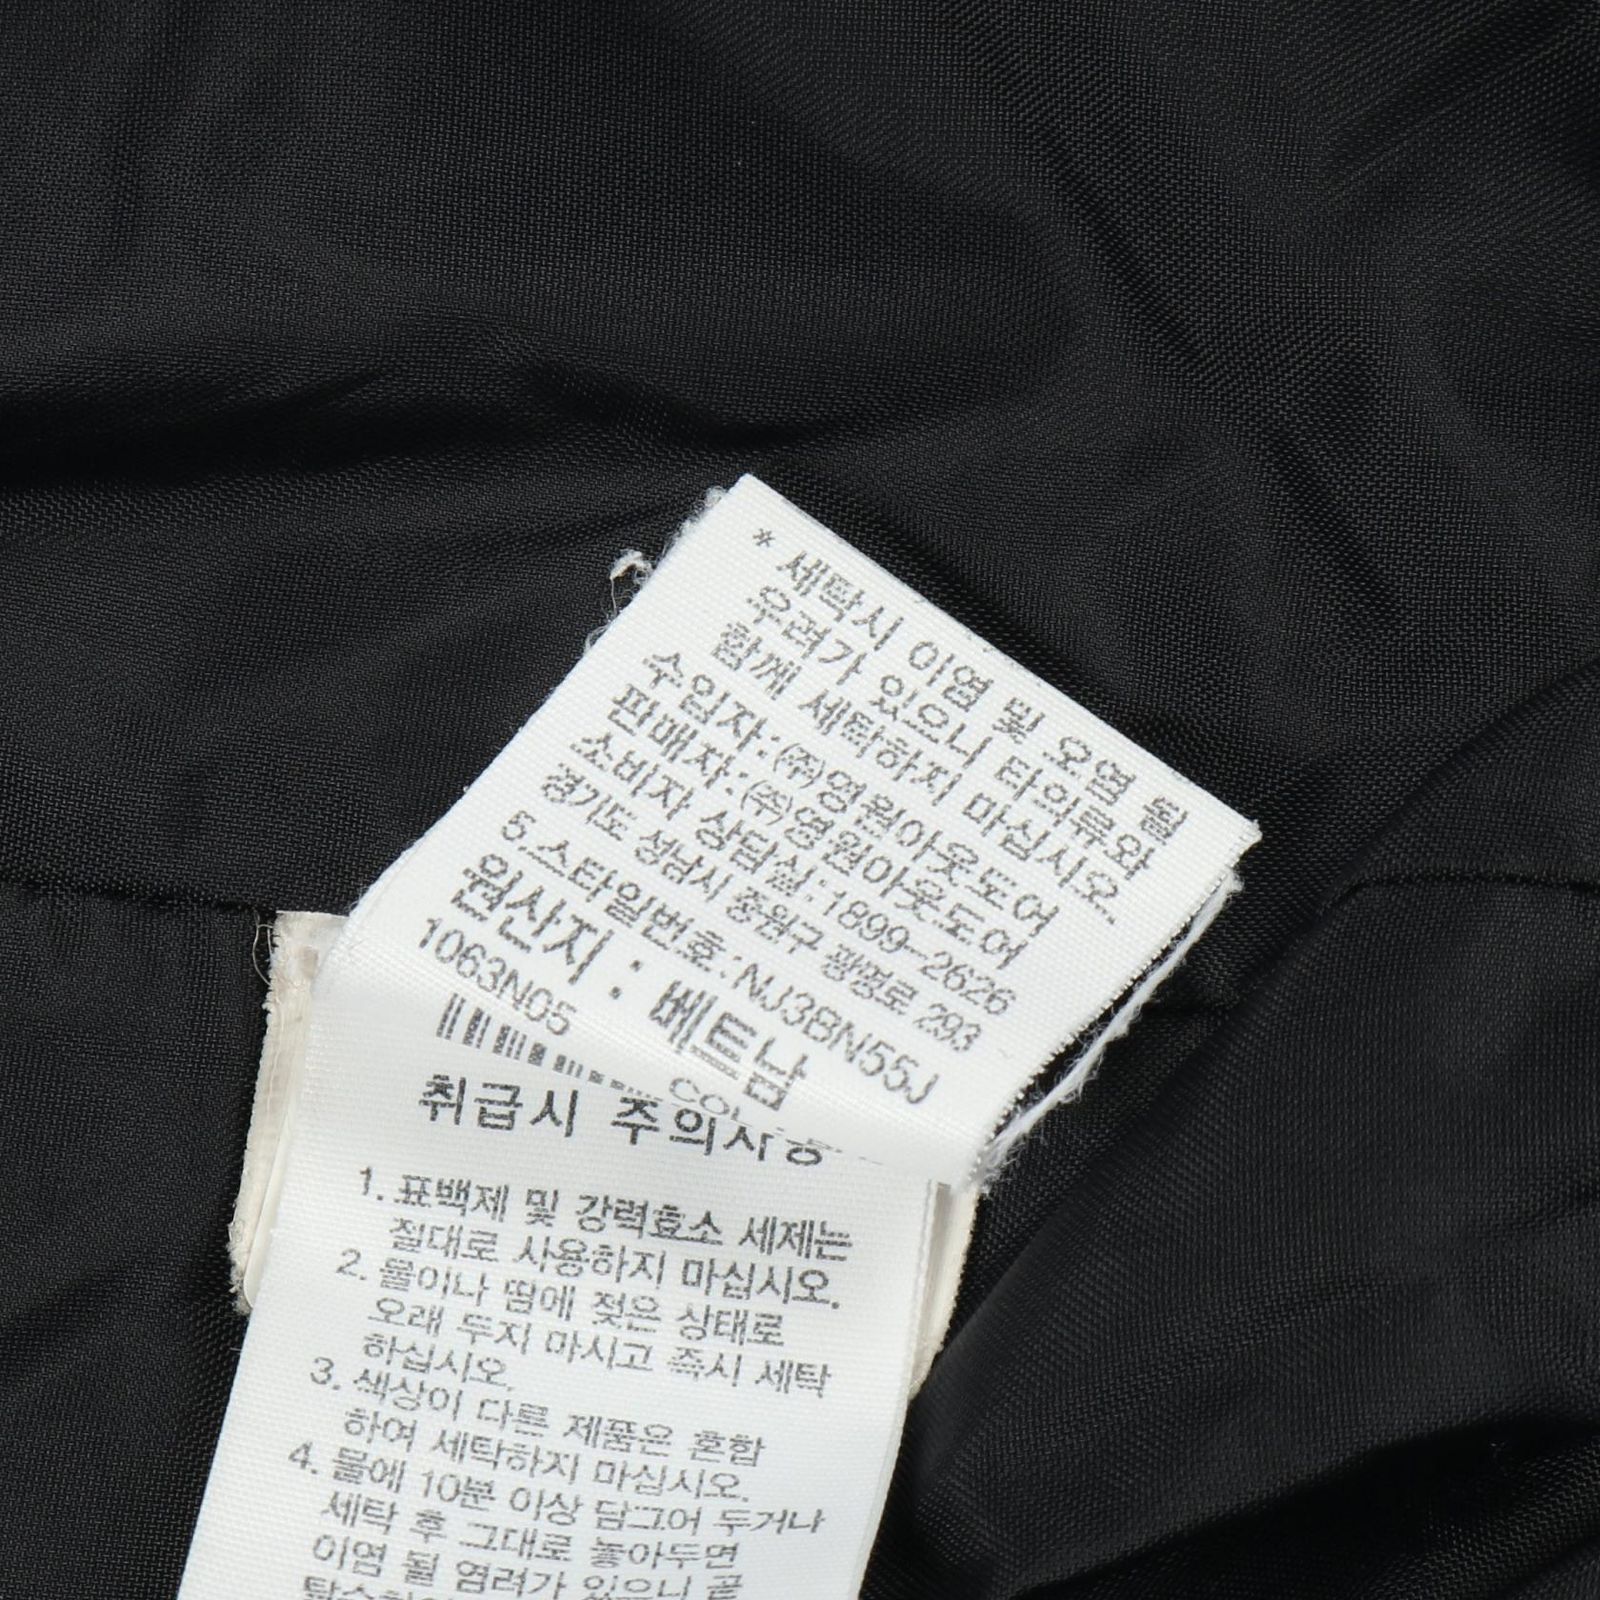 * 세탁시 이염 및 오염 될
우려가 있으니 타의류와
함께 세탁하지 마십시오.
수입자:(주)영원아웃도어
판매자:(주)영원아웃도어
소비자 상담실:1899-2626
경기도 성남시 중원구 광명로 293
5.스타일번호:NJ3BN55J
원산지 : 베트남
1063N05
취급시 주의사항
1. 표백제 및 강력효소 세제는
절대로 사용하지 마십시오.
2. 물이나 땀에 젖은 상태로
오래 두지 마시고 즉시 세탁
하십시오.
3. 색상이 다른 제품은 혼합
하여 세탁하지 마십시오.
4. 물에 10분 이상 담그어 두거나
세탁 후 그대로 놓아두면
이염 될 염려가 있으니 곧